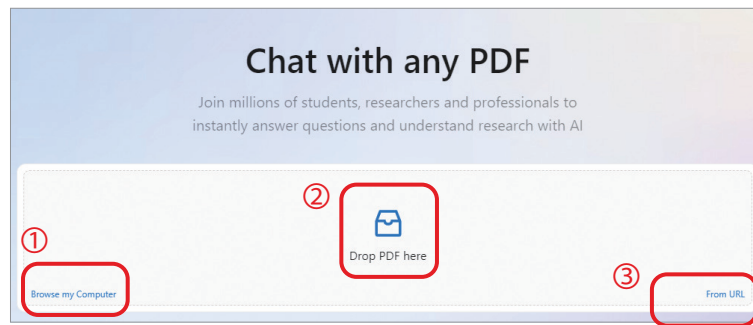 Chat with any PDF
Join millions of students, researchers and professionals to
instantly answer questions and understand research with AI
②
Drop PDF here
①
Browse my Computer
③
From URL